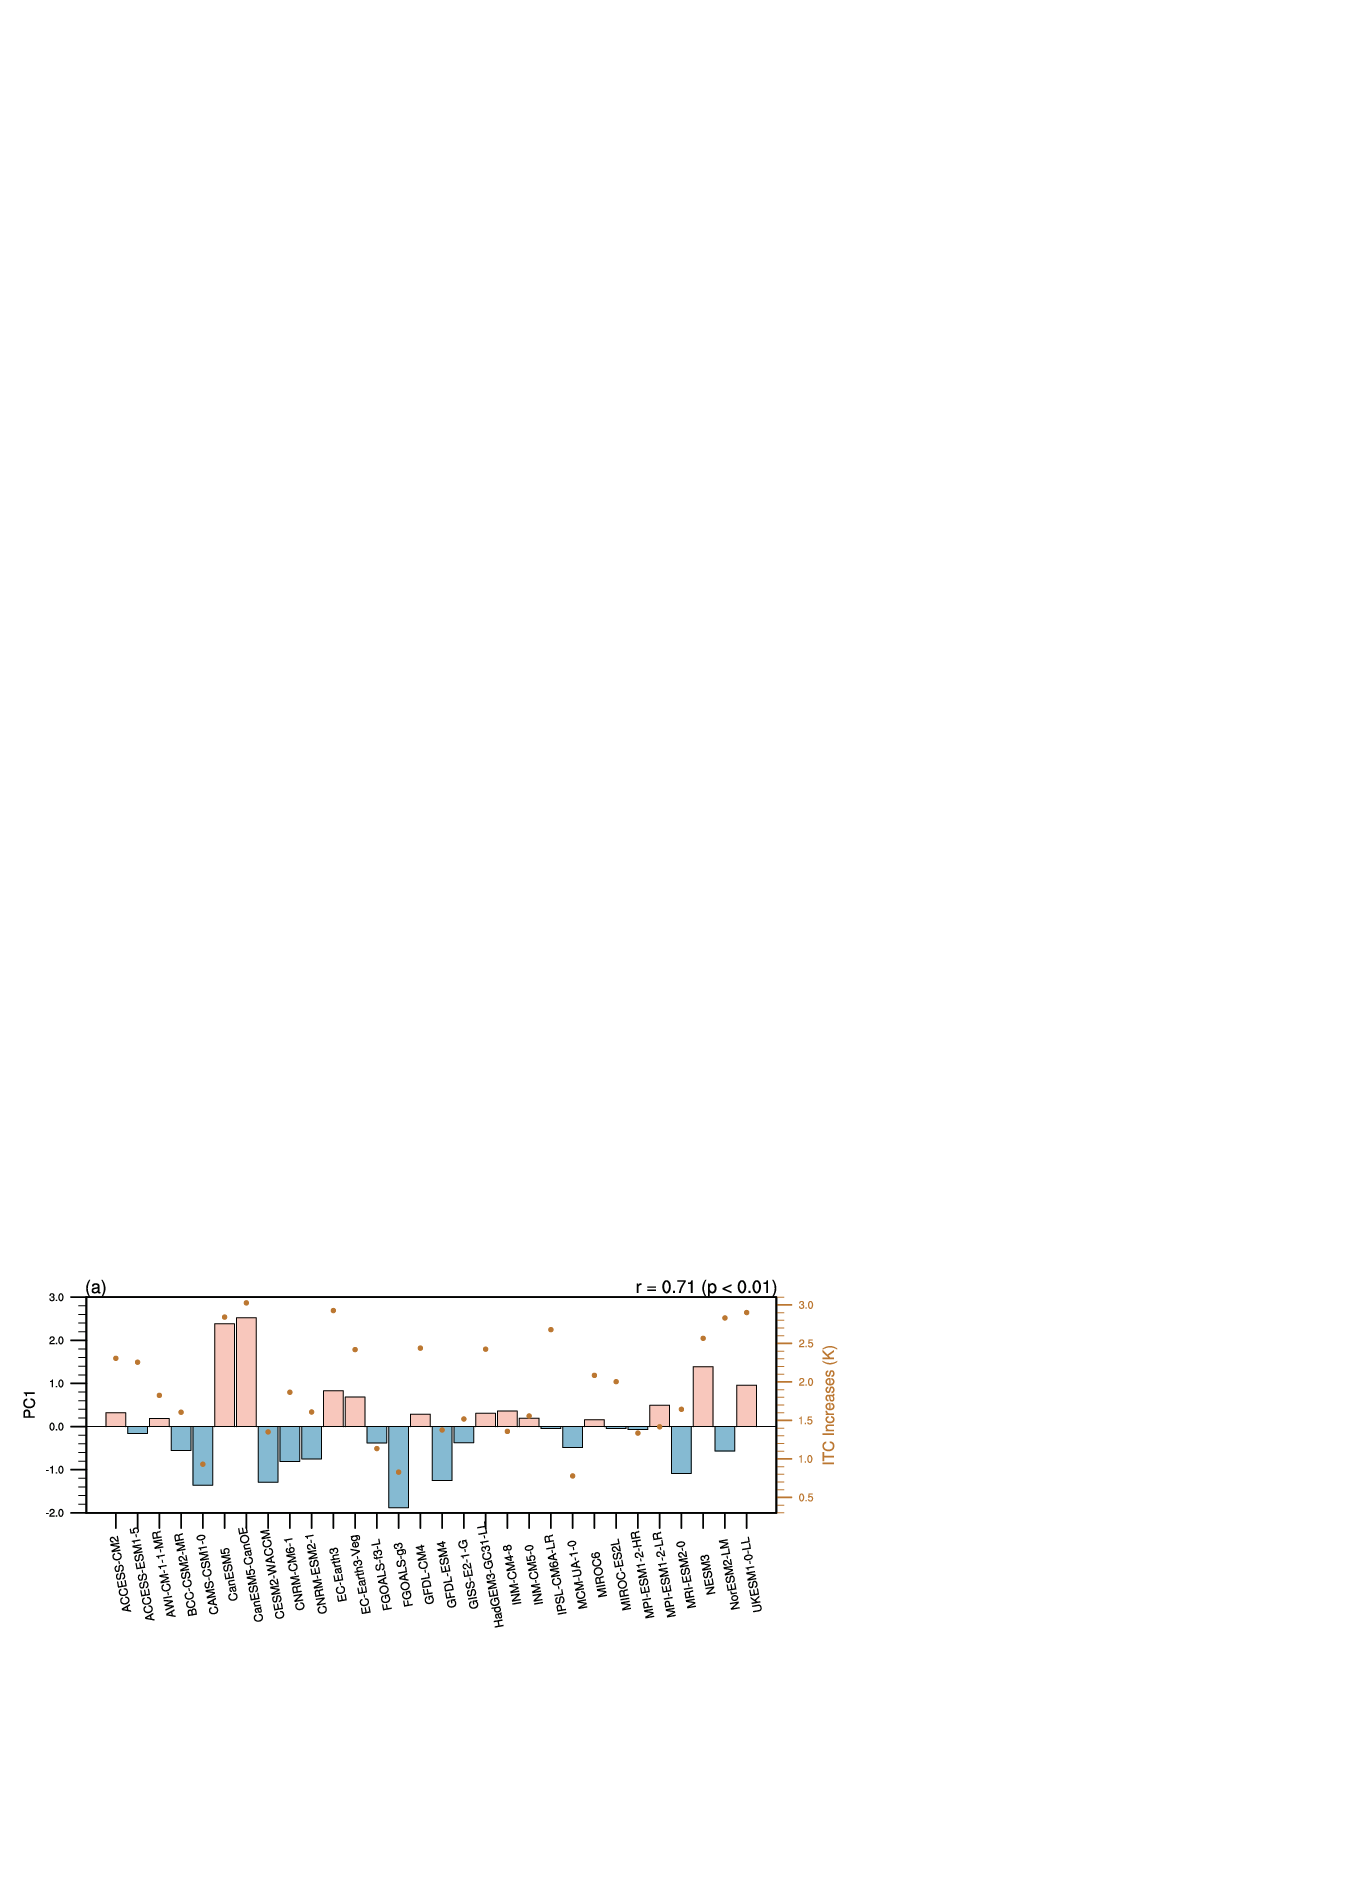 (a)
r = 0.71 (p < 0.01)
PC1
3.0
2.0
1.0
0.0
-1.0
-2.0
3.0
2.5
2.0
1.5
1.0
0.5
ITC Increases (K)
ACCESS-CM2
ACCESS-ESM1-5
AWI-CM-1-1-MR
BCC-CSM2-MR
CAMS-CSM1-0
CanESM5
CanESM5-CanOE
CESM2-WACCM
CNRM-CM6-1
CNRM-ESM2-1
EC-Earth3
EC-Earth3-Veg
FGOALS-f3-L
FGOALS-g3
GFDL-CM4
GFDL-ESM4
GISS-E2-1-G
HadGEM3-GC31-LL
INM-CM4-8
INM-CM5-0
IPSL-CM6A-LR
MCM-UA-1-0
MIROC6
MIROC-ES2L
MPI-ESM1-2-HR
MPI-ESM1-2-LR
MRI-ESM2-0
NESM3
NorESM2-LM
UKESM1-0-LL